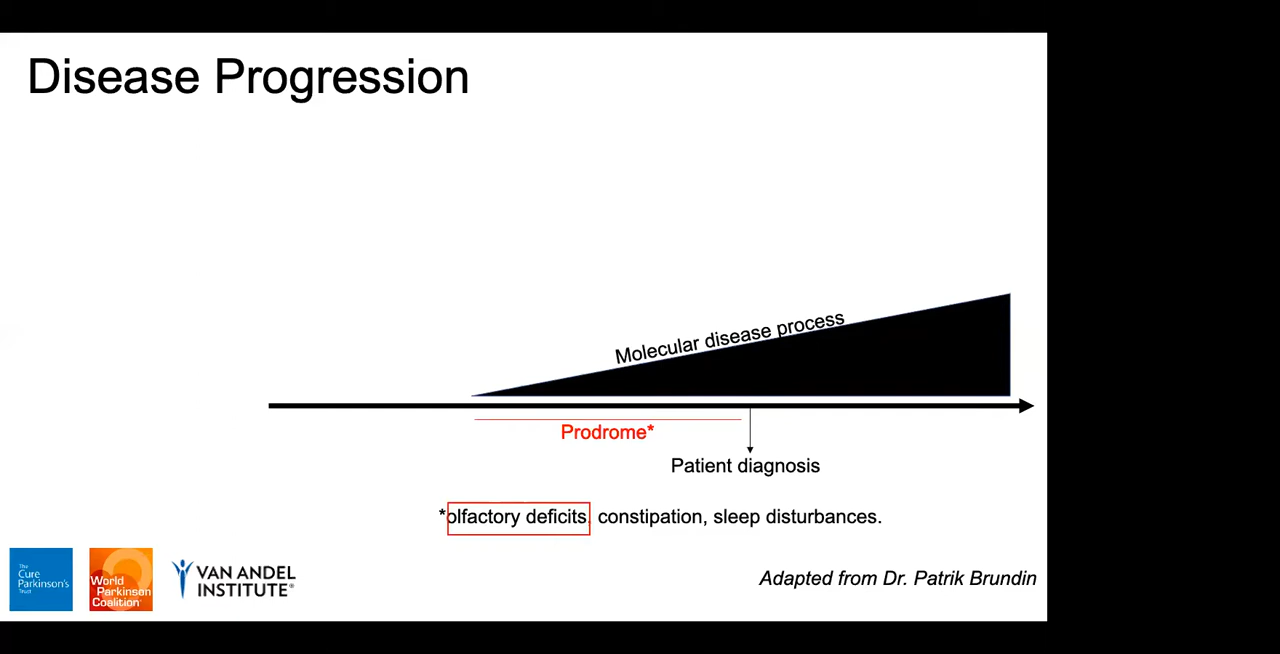 Disease Progression
Molecular disease process
Prodrome*
Patient diagnosis
*olfactory deficits, constipation, sleep disturbances.
The
Cure
Parkinson's
Trust
World
Parkinson
Coalition®
VAN ANDEL
INSTITUTE®
Adapted from Dr. Patrik Brundin